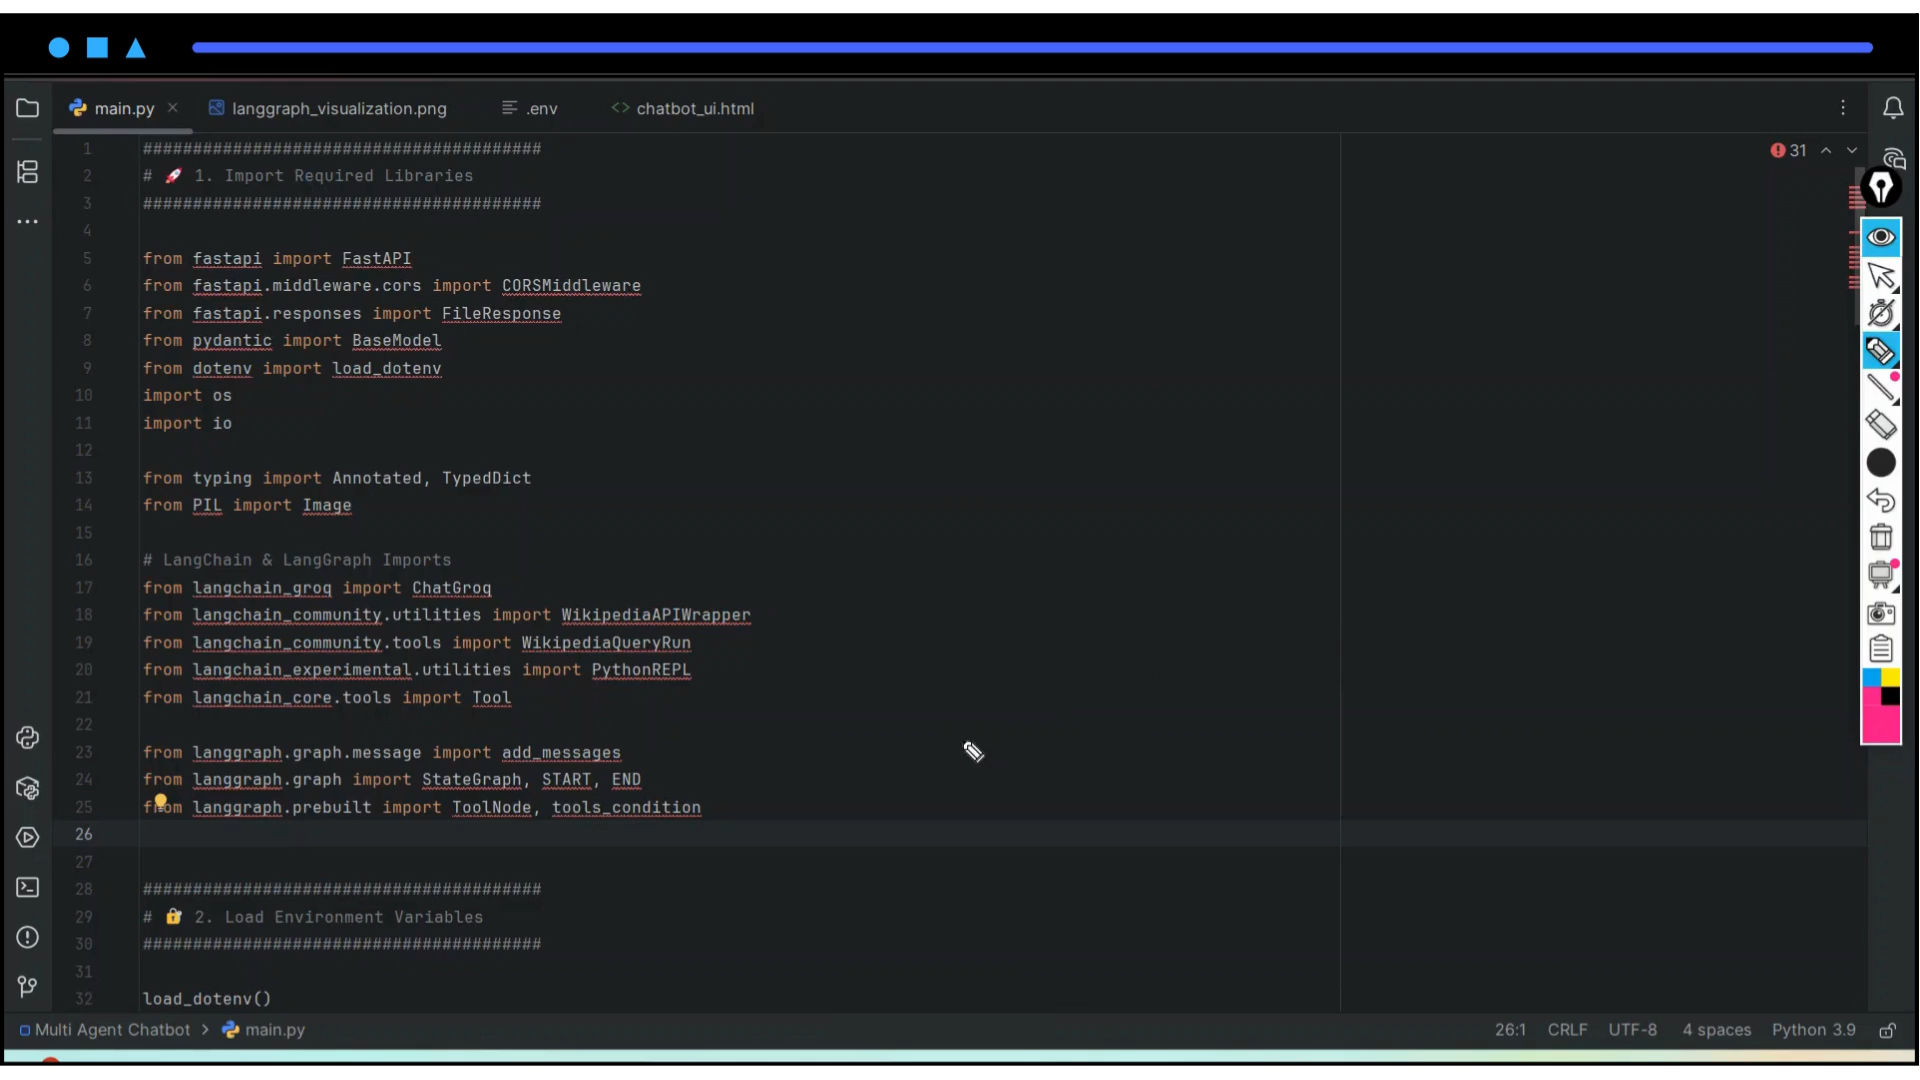 main.py
langgraph_visualization.png
.env
<> chatbot_ui.html
31
1 ########################################
2 # 🚀 1. Import Required Libraries
3 ########################################
4
5 from fastapi import FastAPI
6 from fastapi.middleware.cors import CORSMiddleware
7 from fastapi.responses import FileResponse
8 from pydantic import BaseModel
9 from dotenv import load_dotenv
10 import os
11 import io
12
13 from typing import Annotated, TypedDict
14 from PIL import Image
15
16 # LangChain & LangGraph Imports
17 from langchain_groq import ChatGroq
18 from langchain_community.utilities import WikipediaAPIWrapper
19 from langchain_community.tools import WikipediaQueryRun
20 from langchain_experimental.utilities import PythonREPL
21 from langchain_core.tools import Tool
22
23 from langgraph.graph.message import add_messages
24 from langgraph.graph import StateGraph, START, END
25 from langgraph.prebuilt import ToolNode, tools_condition
26
27
28 ########################################
29 # 🔐 2. Load Environment Variables
30 ########################################
31
32 load_dotenv()
Multi Agent Chatbot > main.py
26:1 CRLF UTF-8 4 spaces Python 3.9